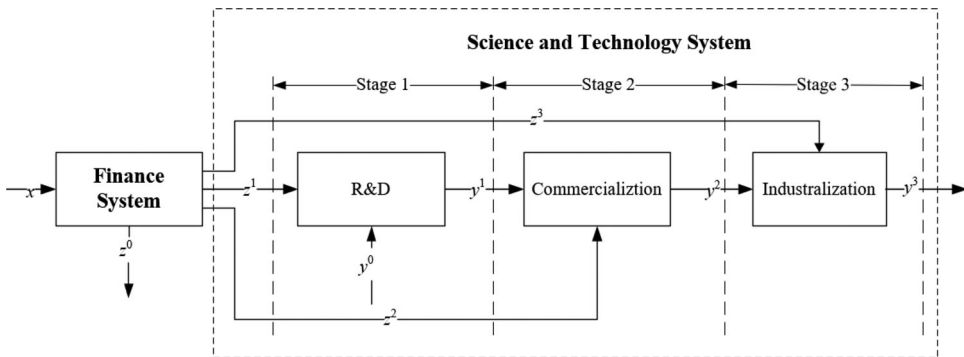 Science and Technology System
Stage 1
Stage 2
Stage 3
z³
x
Finance
System
z¹
R&D
y¹
Commercializtion
y²
Industralization
y³
z⁰
y⁰
z²